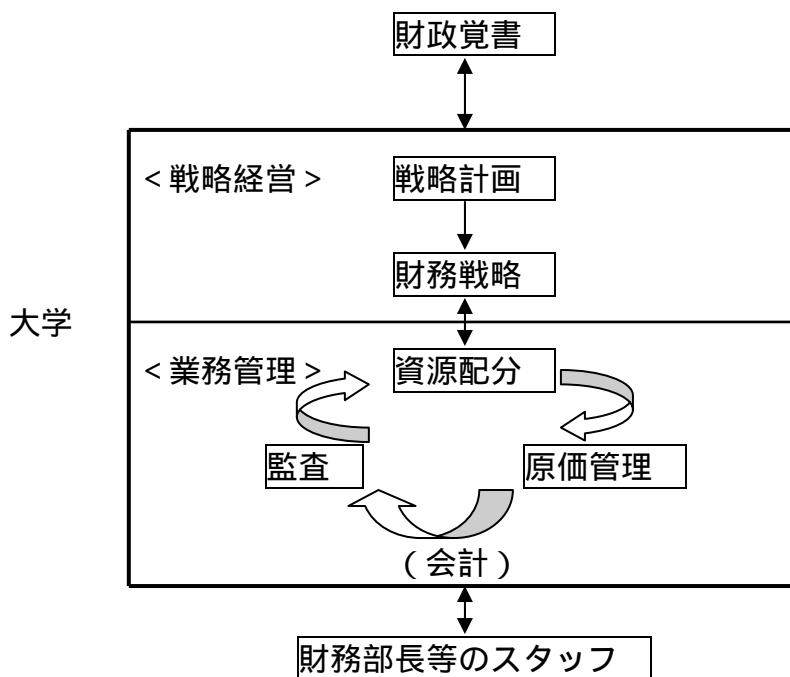 財政覚書
<戦略経営>
戦略計画
財務戦略
大学
<業務管理>
資源配分
監査
原価管理
(会計)
財務部長等のスタッフ